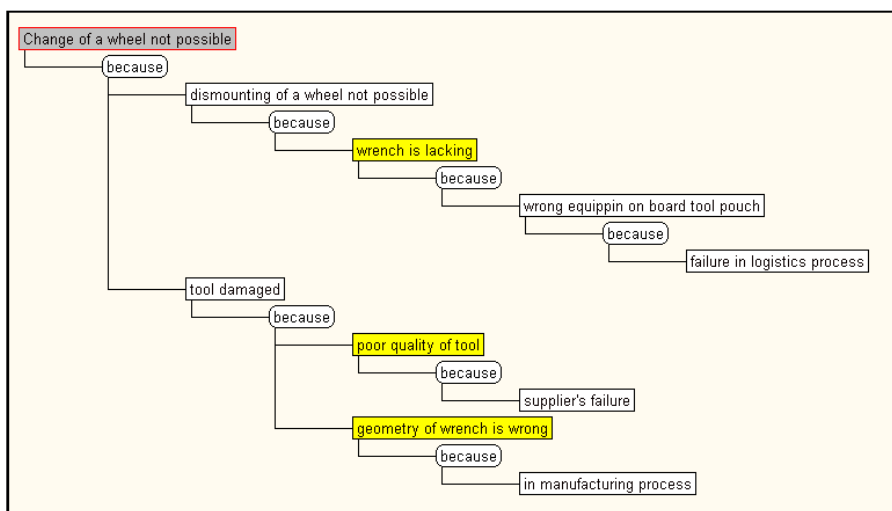 Change of a wheel not possible
because
dismounting of a wheel not possible
because
wrench is lacking
because
wrong equippin on board tool pouch
because
failure in logistics process
tool damaged
because
poor quality of tool
because
supplier's failure
geometry of wrench is wrong
because
in manufacturing process